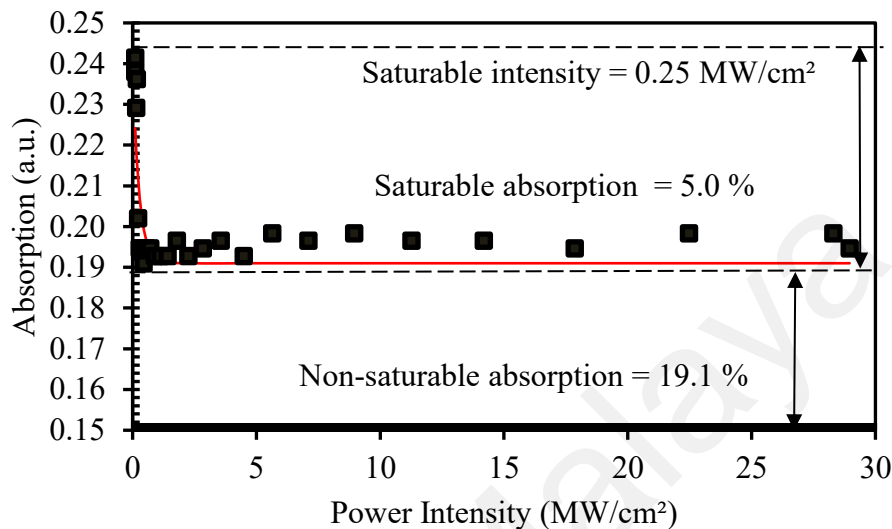 0.25
0.24
0.23
0.22
0.21
0.20
0.19
0.18
0.17
0.16
0.15
Absorption (a.u.)
Saturable intensity = 0.25 MW/cm²
Saturable absorption = 5.0 %
Non-saturable absorption = 19.1 %
0 5 10 15 20 25 30
Power Intensity (MW/cm²)
alaya